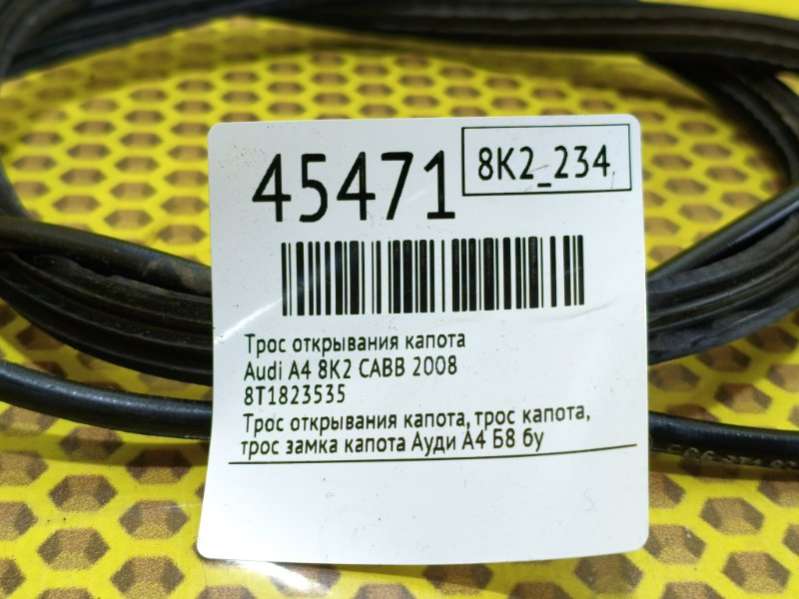 45471
8K2_234
Трос открывания капота
Audi A4 8K2 CABB 2008
8T1823535
Трос открывания капота, трос капота,
трос замка капота Ауди А4 Б8 бу